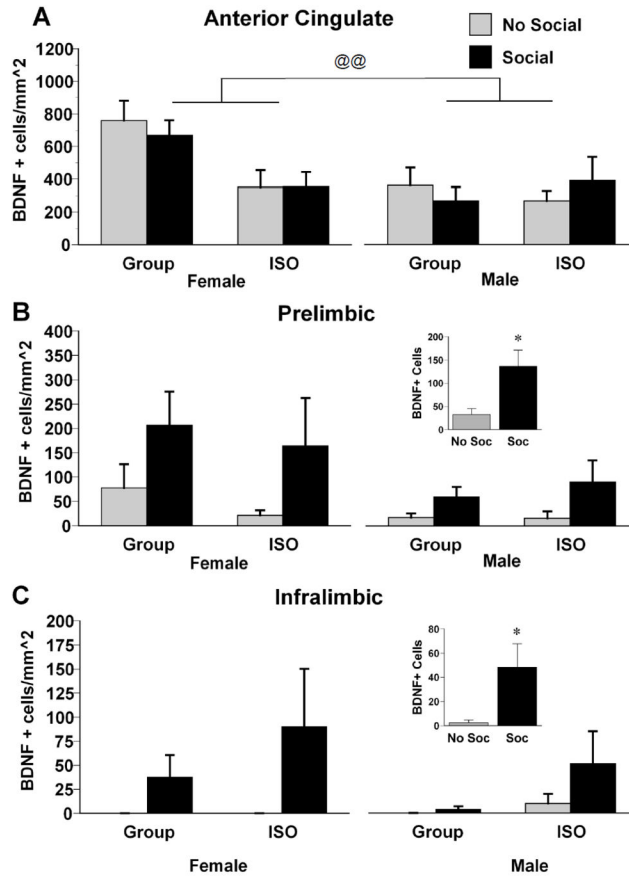 A
Anterior Cingulate
No Social
Social
@@
BDNF + cells/mm^2
1200
1000
800
600
400
200
0
Group ISO Group ISO
Female Male
B
Prelimbic
BDNF + cells/mm^2
400
350
300
250
200
150
100
50
0
BDNF+ Cells
200
150
100
50
0
*
No Soc Soc
Group ISO Group ISO
Female Male
C
Infralimbic
BDNF + cells/mm^2
200
175
150
125
100
75
50
25
0
BDNF+ Cells
80
60
40
20
0
*
No Soc Soc
Group ISO Group ISO
Female Male